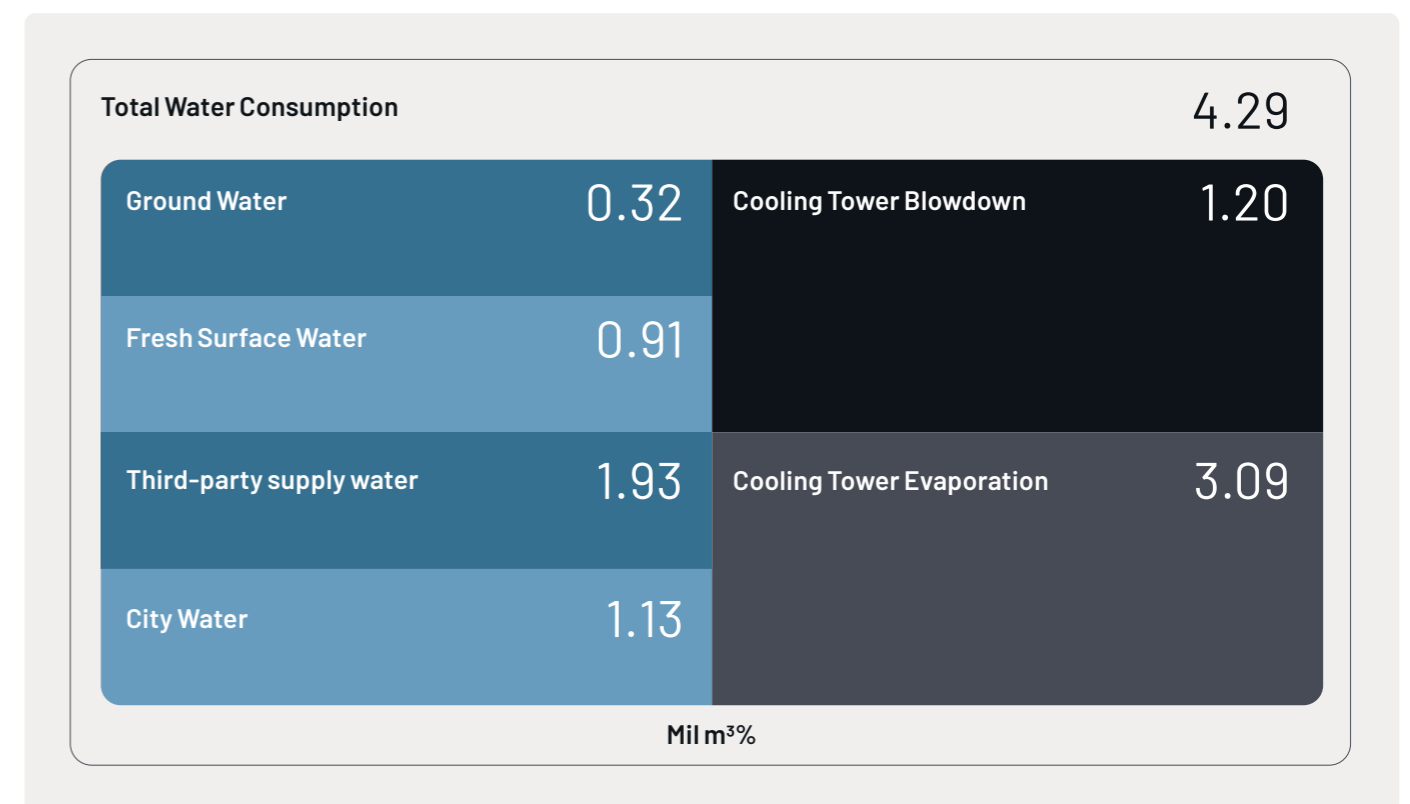 Total Water Consumption 4.29
Ground Water 0.32
Cooling Tower Blowdown 1.20
Fresh Surface Water 0.91
Third-party supply water 1.93
Cooling Tower Evaporation 3.09
City Water 1.13
Mil m³%